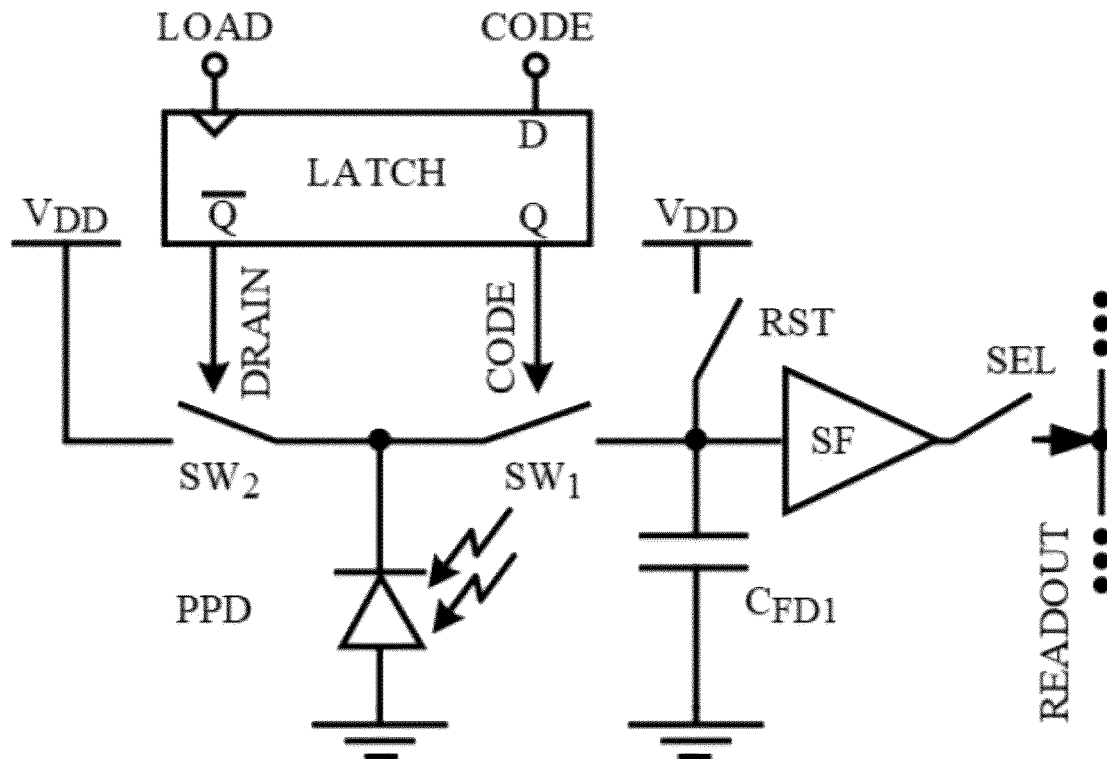 LOAD
CODE
D
LATCH
Q
Q
VDD
VDD
DRAIN
CODE
RST
SEL
SF
SW2
SW1
PPD
CFD1
READOUT